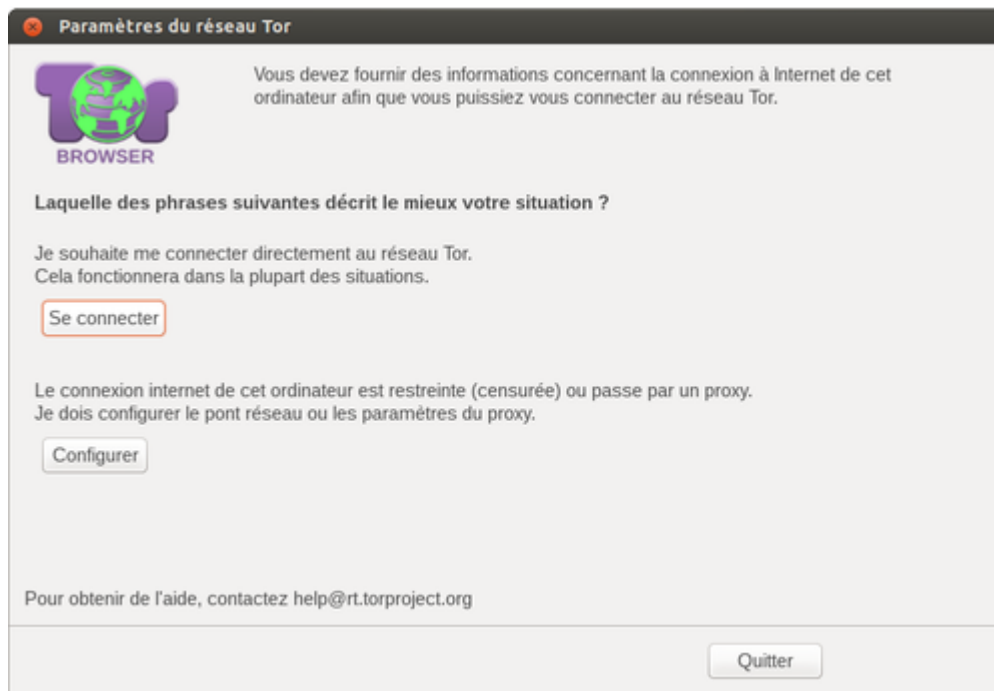 Paramètres du réseau Tor
Tor
BROWSER
Vous devez fournir des informations concernant la connexion à Internet de cet
ordinateur afin que vous puissiez vous connecter au réseau Tor.
Laquelle des phrases suivantes décrit le mieux votre situation ?
Je souhaite me connecter directement au réseau Tor.
Cela fonctionnera dans la plupart des situations.
Se connecter
Le connexion internet de cet ordinateur est restreinte (censurée) ou passe par un proxy.
Je dois configurer le pont réseau ou les paramètres du proxy.
Configurer
Pour obtenir de l'aide, contactez help@rt.torproject.org
Quitter